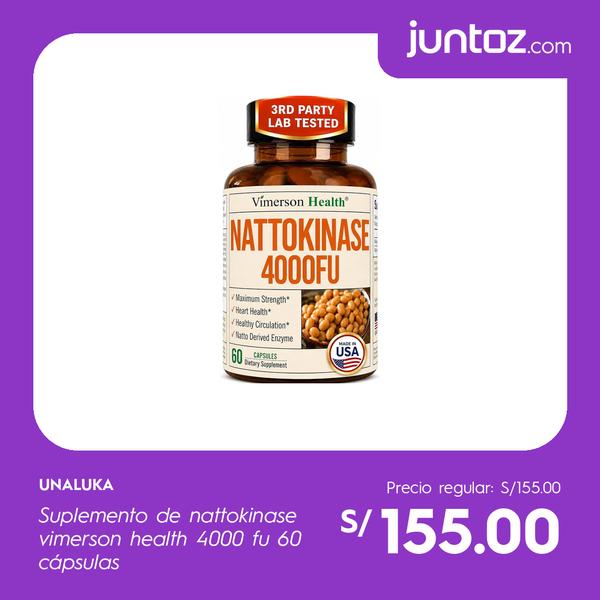 juntoz.com
3RD PARTY
LAB TESTED
Vimerson Health®
NATTOKINASE
4000FU
✓ Maximum Strength*
✓ Heart Health*
✓ Healthy Circulation*
✓ Natto Derived Enzyme
60 CAPSULES
Dietary Supplement
MADE IN
USA
UNALUKA
Suplemento de nattokinase
vimerson health 4000 fu 60
cápsulas
Precio regular: S/155.00
S/ 155.00